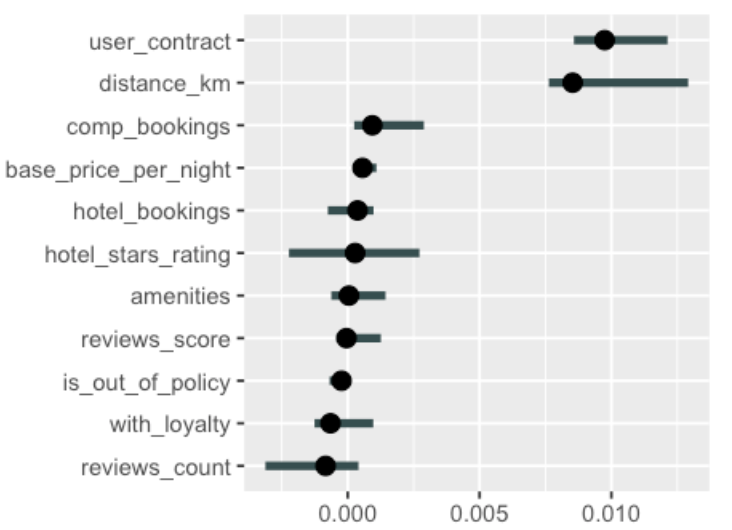 user_contract
distance_km
comp_bookings
base_price_per_night
hotel_bookings
hotel_stars_rating
amenities
reviews_score
is_out_of_policy
with_loyalty
reviews_count
0.000 0.005 0.010